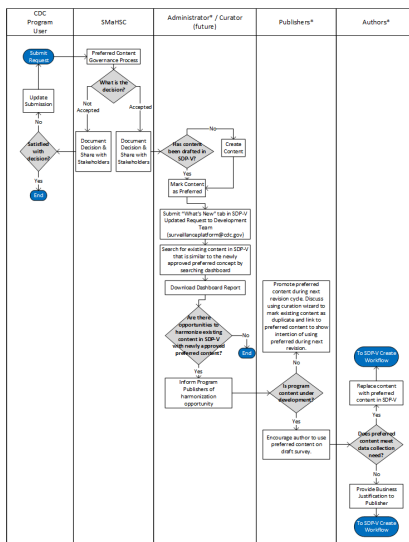 CDC
Program
User
SMaHSC
Administrator* / Curator
(future)
Publishers*
Authors*
Submit
Request
Preferred Content
Governance Process
What is the
decision?
Not
Accepted
Accepted
Update
Submission
No
Satisfied
with
decision?
Yes
End
Document
Decision &
Share with
Stakeholders
Document
Decision &
Share with
Stakeholders
Has content
been drafted in
SDP-V?
No
Create
Content
Yes
Mark Content
as Preferred
Submit "What's New" tab in SDP-V
Updated Request to Development
Team
(surveillanceplatform@cdc.gov)
Search for existing content in SDP-V
that is similar to the newly
approved preferred concept by
searching dashboard
Download Dashboard Report
Are there
opportunities to
harmonize existing
content in SDP-V
with newly approved
preferred content?
No
End
Yes
Inform Program
Publishers of
harmonization
opportunity
Promote preferred
content during next
revision cycle. Discuss
using curation wizard to
mark existing content as
duplicate and link to
preferred content to show
intention of using
preferred during next
revision.
No
Is program
content under
development?
Yes
Encourage author to use
preferred content on
draft survey.
To SDP-V Create
Workflow
Replace content
with preferred
content in SDP-V
Yes
Does preferred
content meet
data collection
need?
No
Provide Business
Justification to
Publisher
To SDP-V Create
Workflow